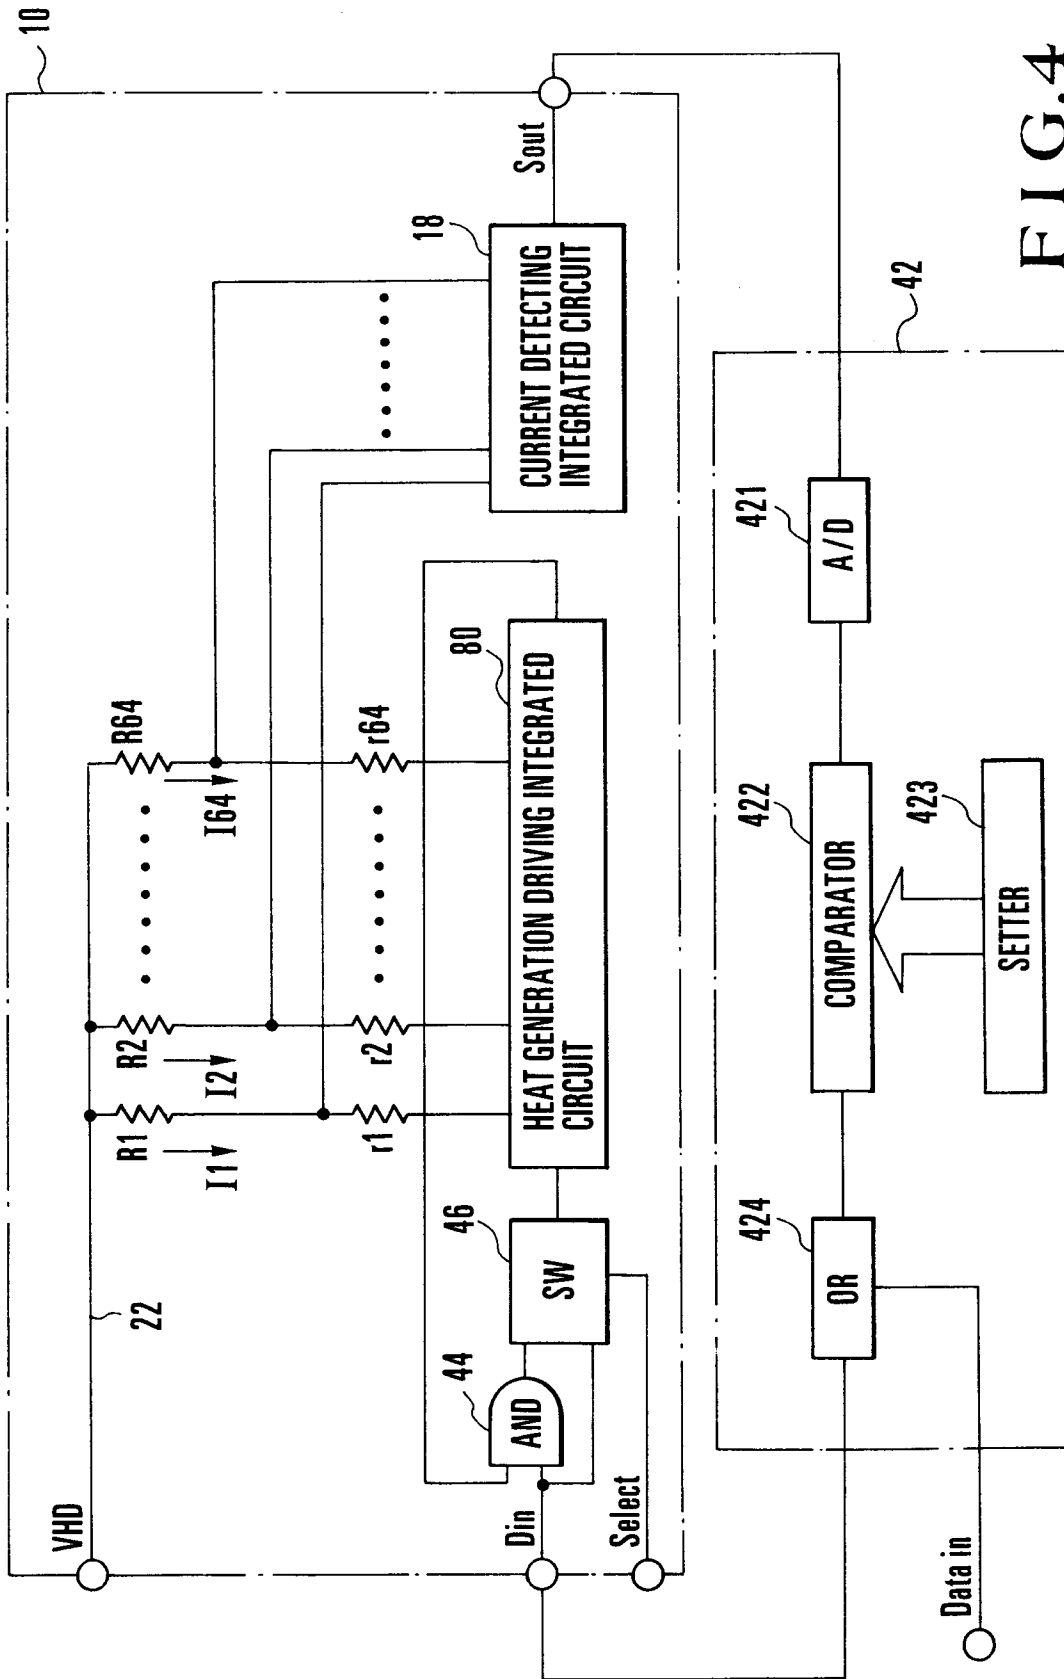 10
VHD
22
R1
I1
R2
I2
R64
I64
r1
r2
r64
18
CURRENT DETECTING
INTEGRATED CIRCUIT
Sout
80
HEAT GENERATION DRIVING INTEGRATED
CIRCUIT
46
SW
44
AND
Din
Select
42
421
A/D
422
COMPARATOR
423
SETTER
424
OR
Data in
FIG.4